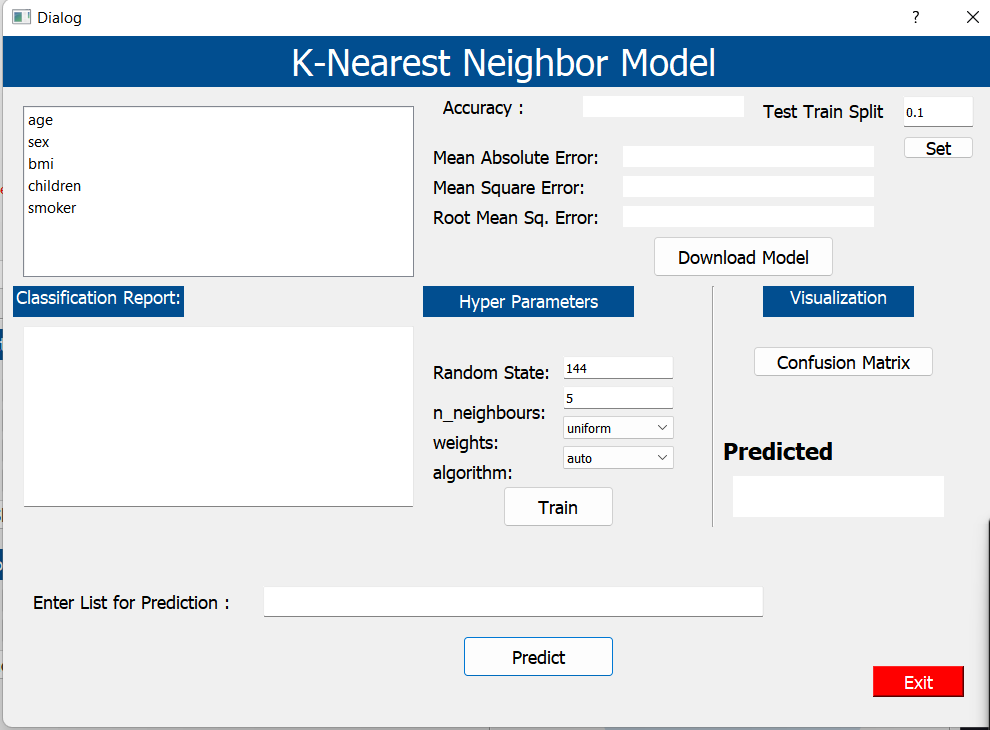 Dialog
?
K-Nearest Neighbor Model
age
sex
bmi
children
smoker
Accuracy :
Test Train Split
0.1
Set
Mean Absolute Error:
Mean Square Error:
Root Mean Sq. Error:
Download Model
Classification Report:
Hyper Parameters
Visualization
Random State:
144
n_neighbours:
5
weights:
uniform
algorithm:
auto
Train
Confusion Matrix
Predicted
Enter List for Prediction :
Predict
Exit